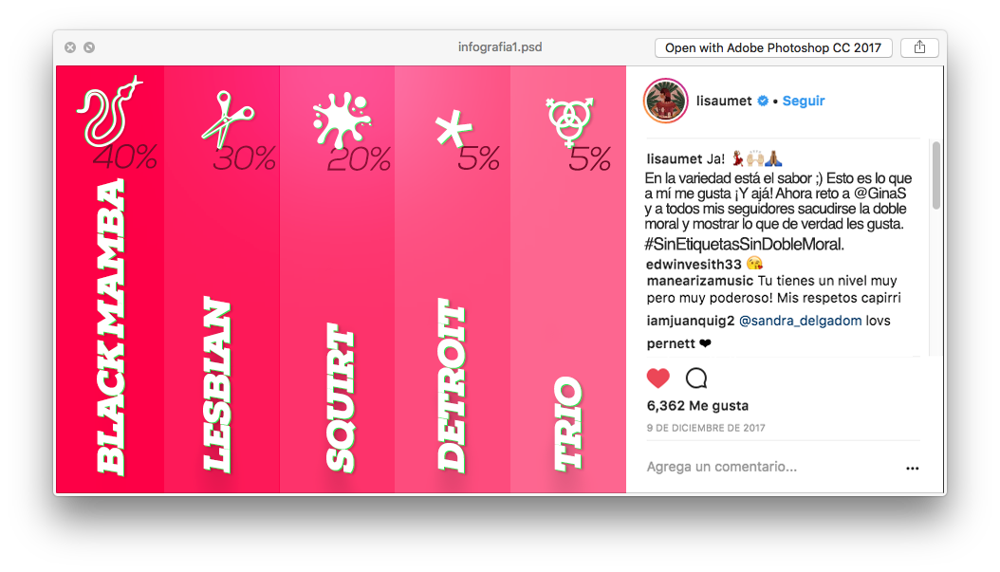 infografia1.psd
Open with Adobe Photoshop CC 2017
40%
30%
20%
5%
5%
BLACKMAMBA
LESBIAN
SQUIRT
DETROIT
TRIO
lisaumet • Seguir
lisaumet Ja! 💃🏽🙌🏼🙏🏽
En la variedad está el sabor ;) Esto es lo que
a mí me gusta ¡Y ajá! Ahora reto a @GinaS
y a todos mis seguidores sacudirse la doble
moral y mostrar lo que de verdad les gusta.
#SinEtiquetasSinDobleMoral.
edwinvesith33 😘
manearizamusic Tu tienes un nivel muy
pero muy poderoso! Mis respetos capirri
iamjuanquig2 @sandra_delgadom lovs
pernett ❤
6,362 Me gusta
9 DE DICIEMBRE DE 2017
Agrega un comentario...